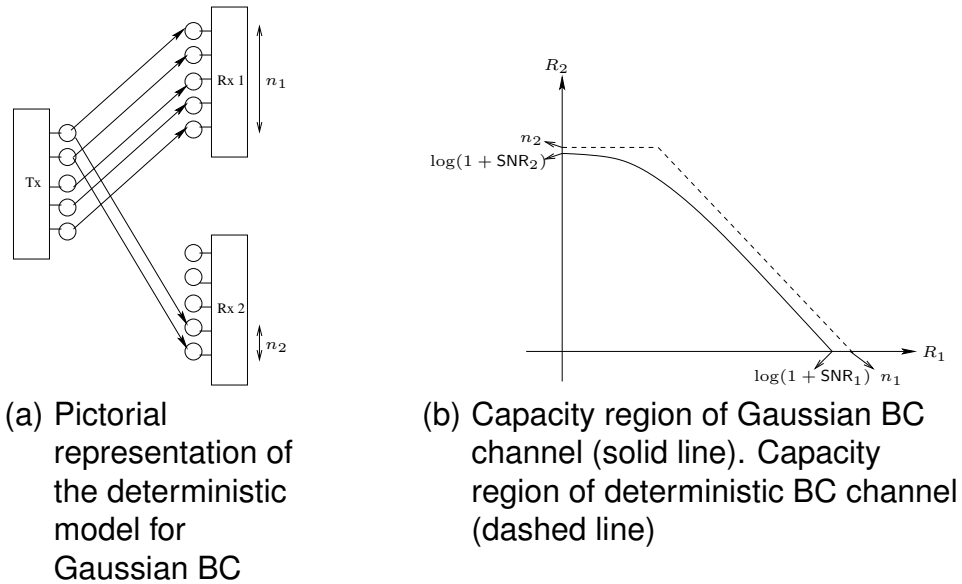 Rx 1
n₁
Tx
Rx 2
n₂
(a) Pictorial
representation of
the deterministic
model for
Gaussian BC
R₂
n₂
log(1 + SNR₂)
R₁
log(1 + SNR₁) n₁
(b) Capacity region of Gaussian BC
channel (solid line). Capacity
region of deterministic BC channel
(dashed line)